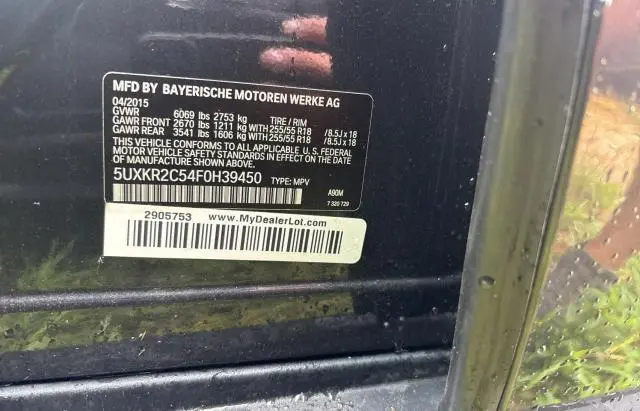 MFD BY BAYERISCHE MOTOREN WERKE AG
04/2015
GVWR 6069 lbs 2753 kg TIRE / RIM
GAWR FRONT 2670 lbs 1211 kg WITH 255/55 R18 /8.5J x 18
GAWR REAR 3541 lbs 1606 kg WITH 255/55 R18 /8.5J x 18
THIS VEHICLE CONFORMS TO ALL APPLICABLE U. S. FEDERAL
MOTOR VEHICLE SAFETY STANDARDS IN EFFECT ON THE DATE
OF MANUFACTURE SHOWN ABOVE.
5UXKR2C54F0H39450 TYPE: MPV
A90M
7 320 729
2905753 www.MyDealerLot.com